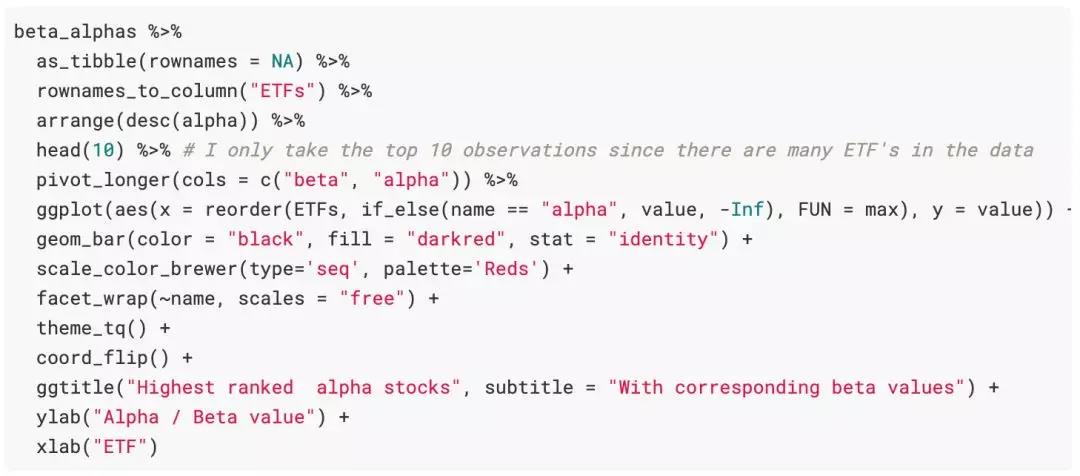 beta_alphas %>%
  as_tibble(rownames = NA) %>%
  rownames_to_column("ETFs") %>%
  arrange(desc(alpha)) %>%
  head(10) %>% # I only take the top 10 observations since there are many ETF's in the data
  pivot_longer(cols = c("beta", "alpha")) %>%
  ggplot(aes(x = reorder(ETFs, if_else(name == "alpha", value, -Inf), FUN = max), y = value)) +
  geom_bar(color = "black", fill = "darkred", stat = "identity") +
  scale_color_brewer(type='seq', palette='Reds') +
  facet_wrap(~name, scales = "free") +
  theme_tq() +
  coord_flip() +
  ggtitle("Highest ranked  alpha stocks", subtitle = "With corresponding beta values") +
  ylab("Alpha / Beta value") +
  xlab("ETF")